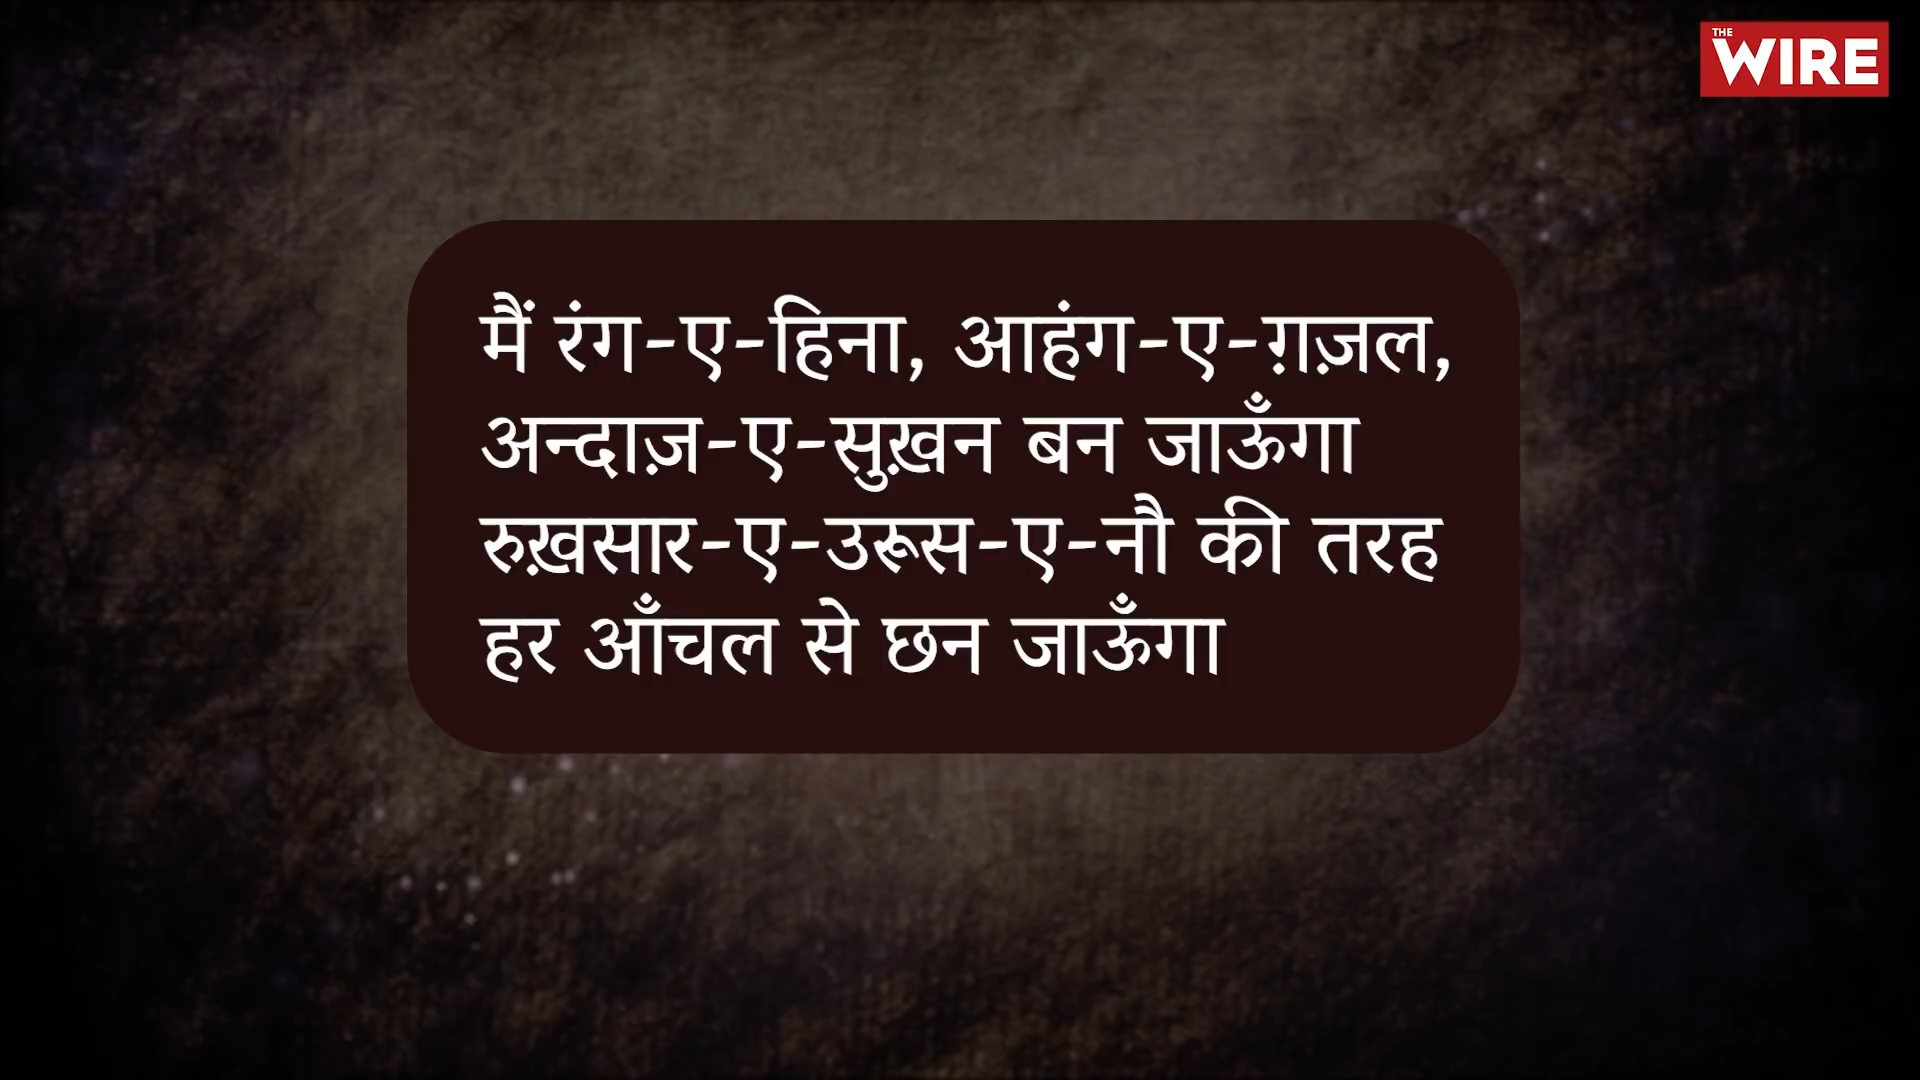 THE
WIRE
मैं रंग-ए-हिना, आहंग-ए-ग़ज़ल,
अन्दाज़-ए-सुख़न बन जाऊँगा
रुख़सार-ए-उरूस-ए-नौ की तरह
हर आँचल से छन जाऊँगा